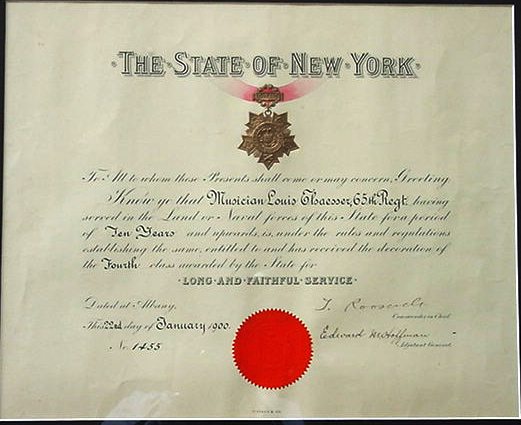 THE STATE OF NEW YORK
To All to whom these Presents shall come or may concern, Greeting
Know ye that Musician Louis Elsaesser, 65th Regt. having
served in the Land or Naval forces of this State for a period
of Ten Years and upwards, is, under the rules and regulations
establishing the same, entitled to and has received the decoration of
the Fourth class awarded by the State for
LONG AND FAITHFUL SERVICE
Dated at Albany,
This 22nd day of January 1900.
No. 1455
T. Roosevelt
Commander in Chief.
Edward M. Hoffman
Adjutant General.